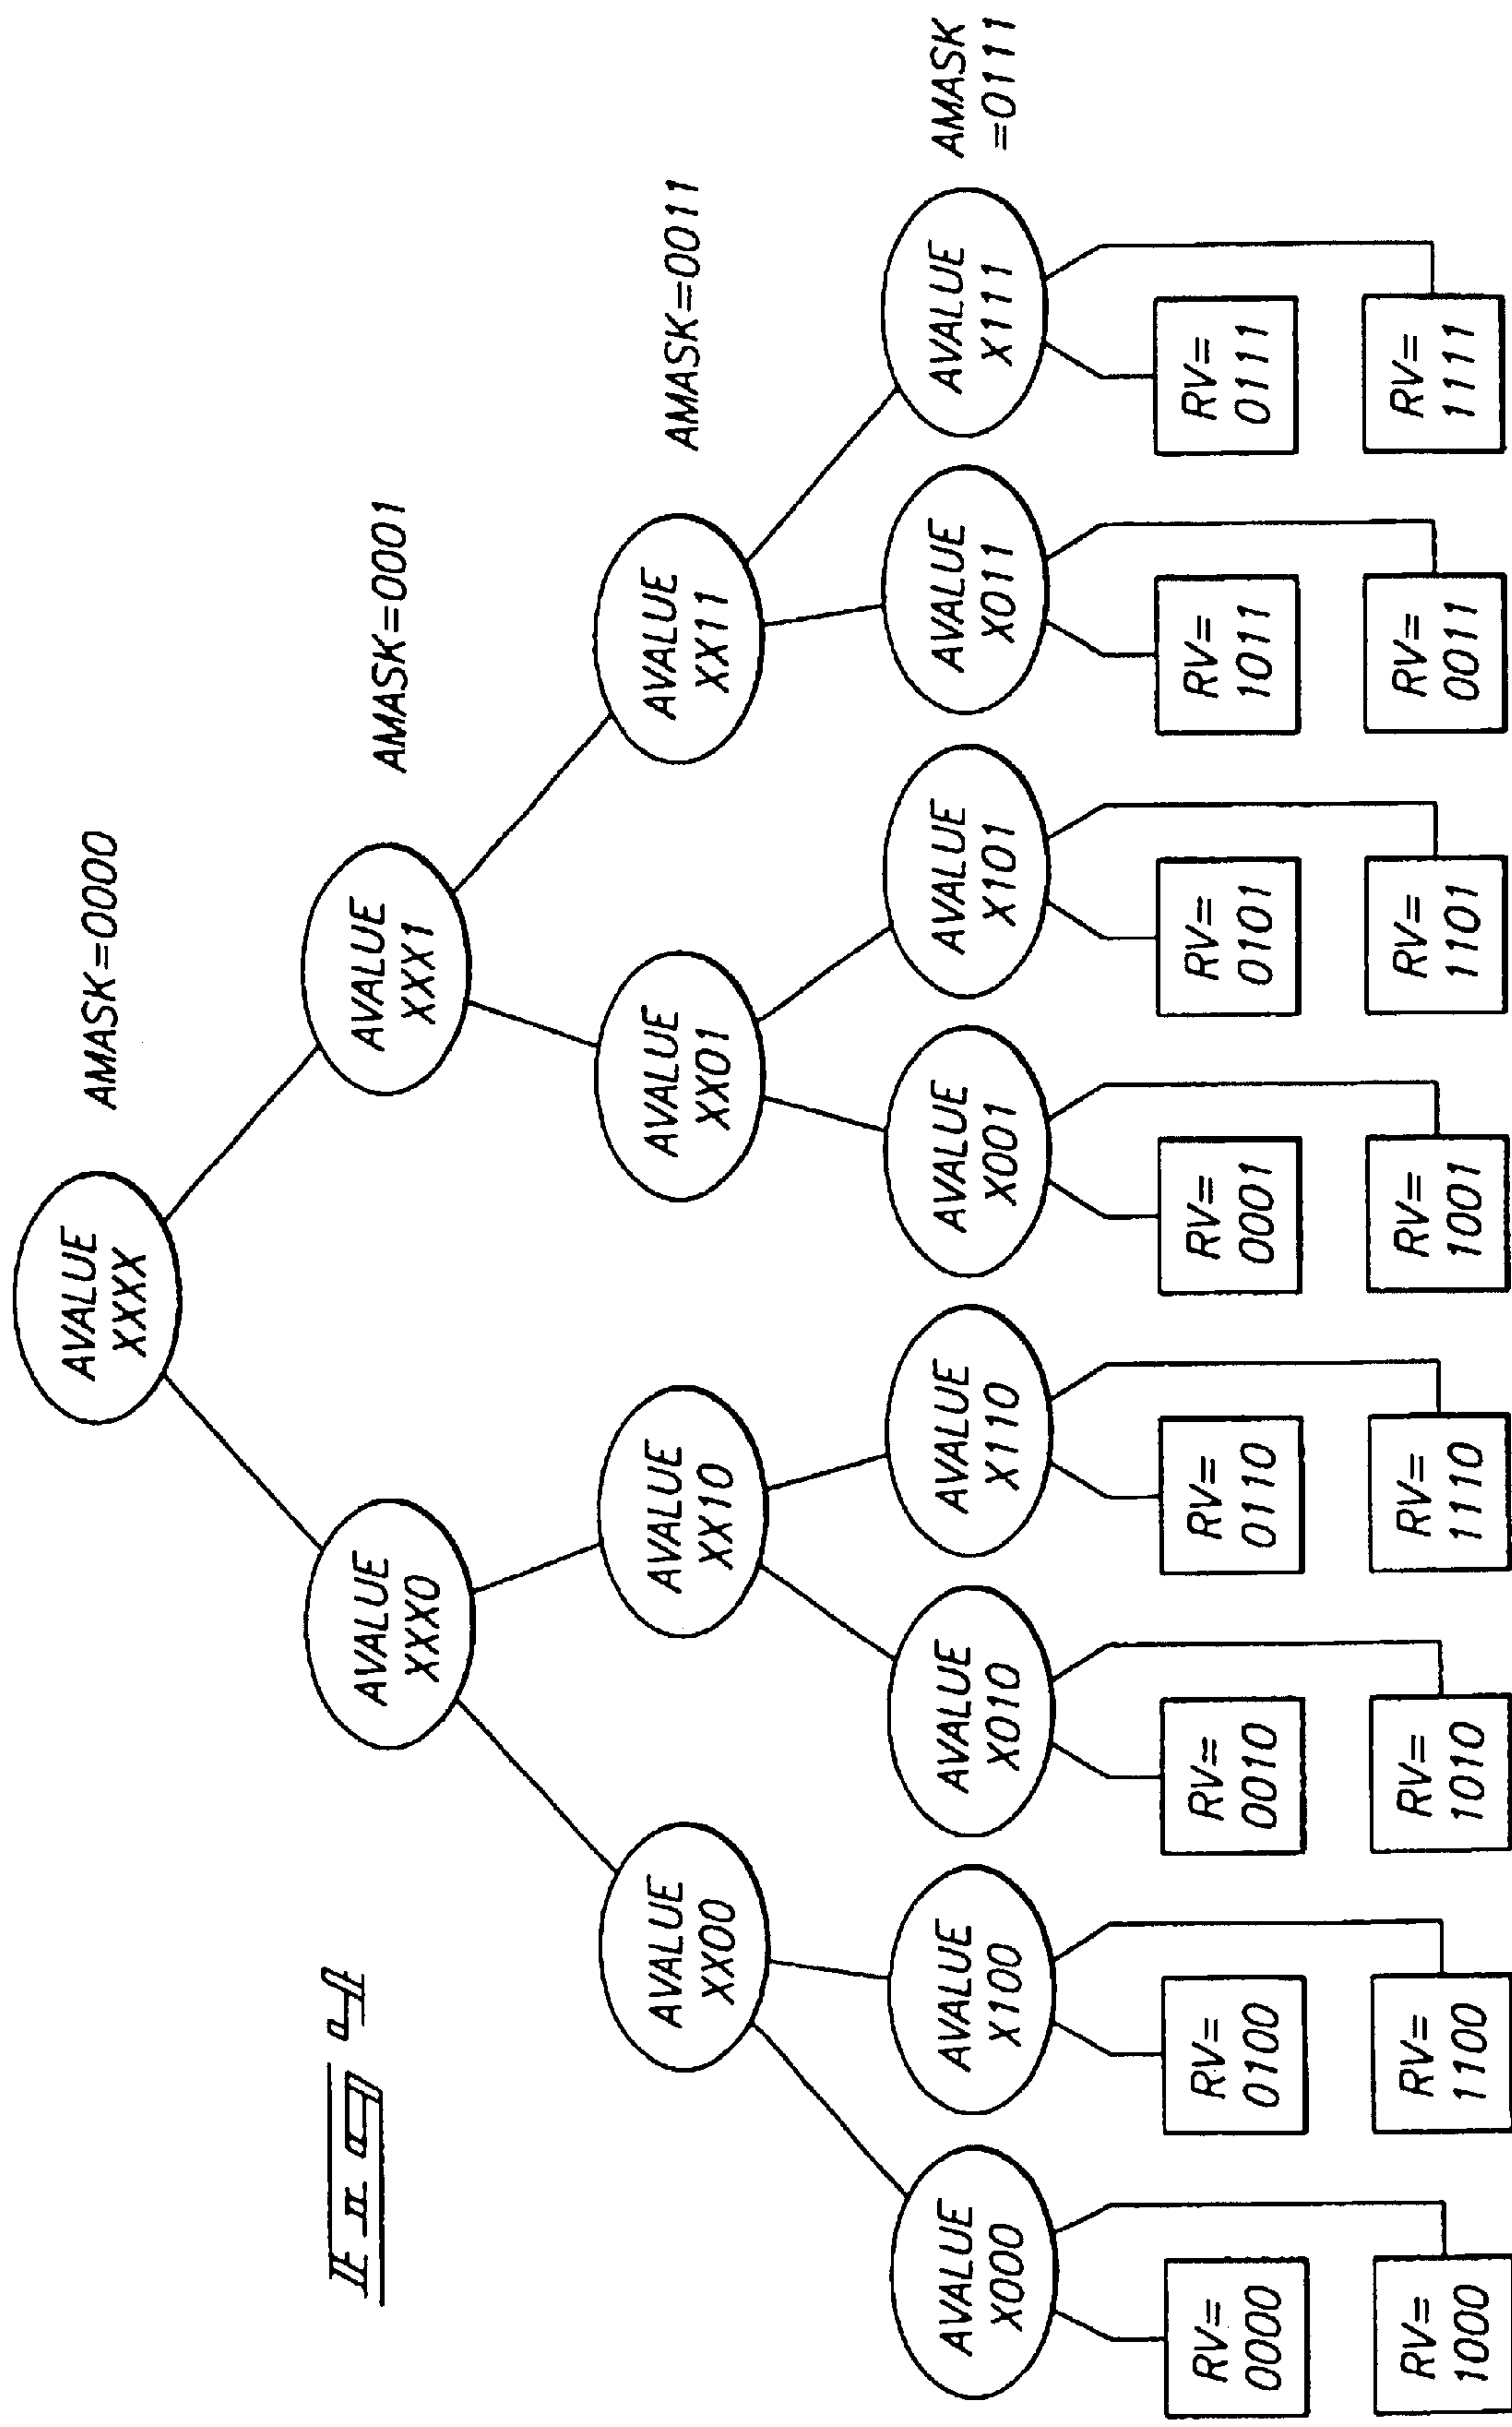 AVALUE
XXXX
AMASK=0000
AVALUE
XXX0
AVALUE
XXX1
AMASK=0001
AVALUE
XX00
AVALUE
XX10
AVALUE
XX01
AVALUE
XX11
AMASK=0011
AVALUE
X000
AVALUE
X100
AVALUE
X010
AVALUE
X110
AVALUE
X001
AVALUE
X101
AVALUE
X011
AVALUE
X111
AMASK
=0111
RV=
0000
RV=
0100
RV=
0010
RV=
0110
RV=
0001
RV=
0101
RV=
1011
RV=
0111
RV=
1000
RV=
1100
RV=
1010
RV=
1110
RV=
1001
RV=
1101
RV=
0011
RV=
1111